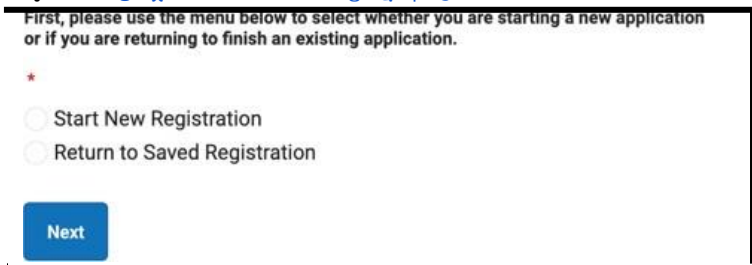 First, please use the menu below to select whether you are starting a new application
or if you are returning to finish an existing application.
*
Start New Registration
Return to Saved Registration
Next